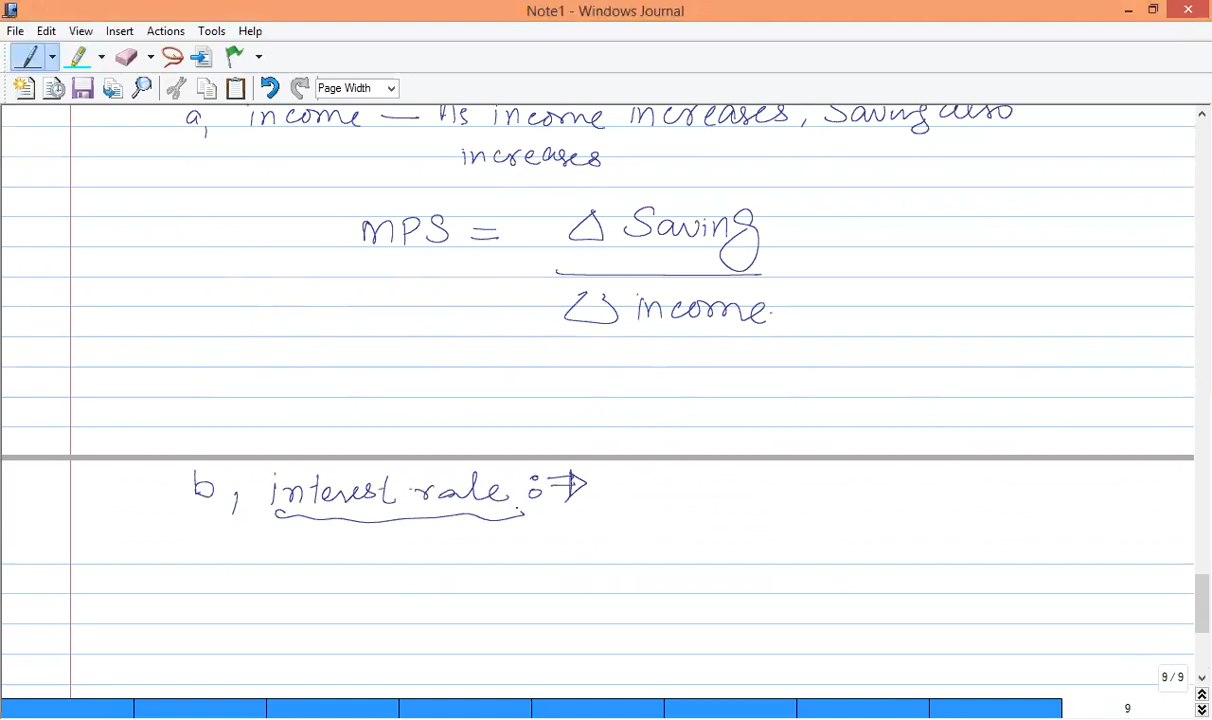 Note1 - Windows Journal
File Edit View Insert Actions Tools Help
Page Width
a, income — As income increases, Saving also
increases
MPS = Δ Saving
Δ income.
b, interest rate :⇒
9 / 9
9